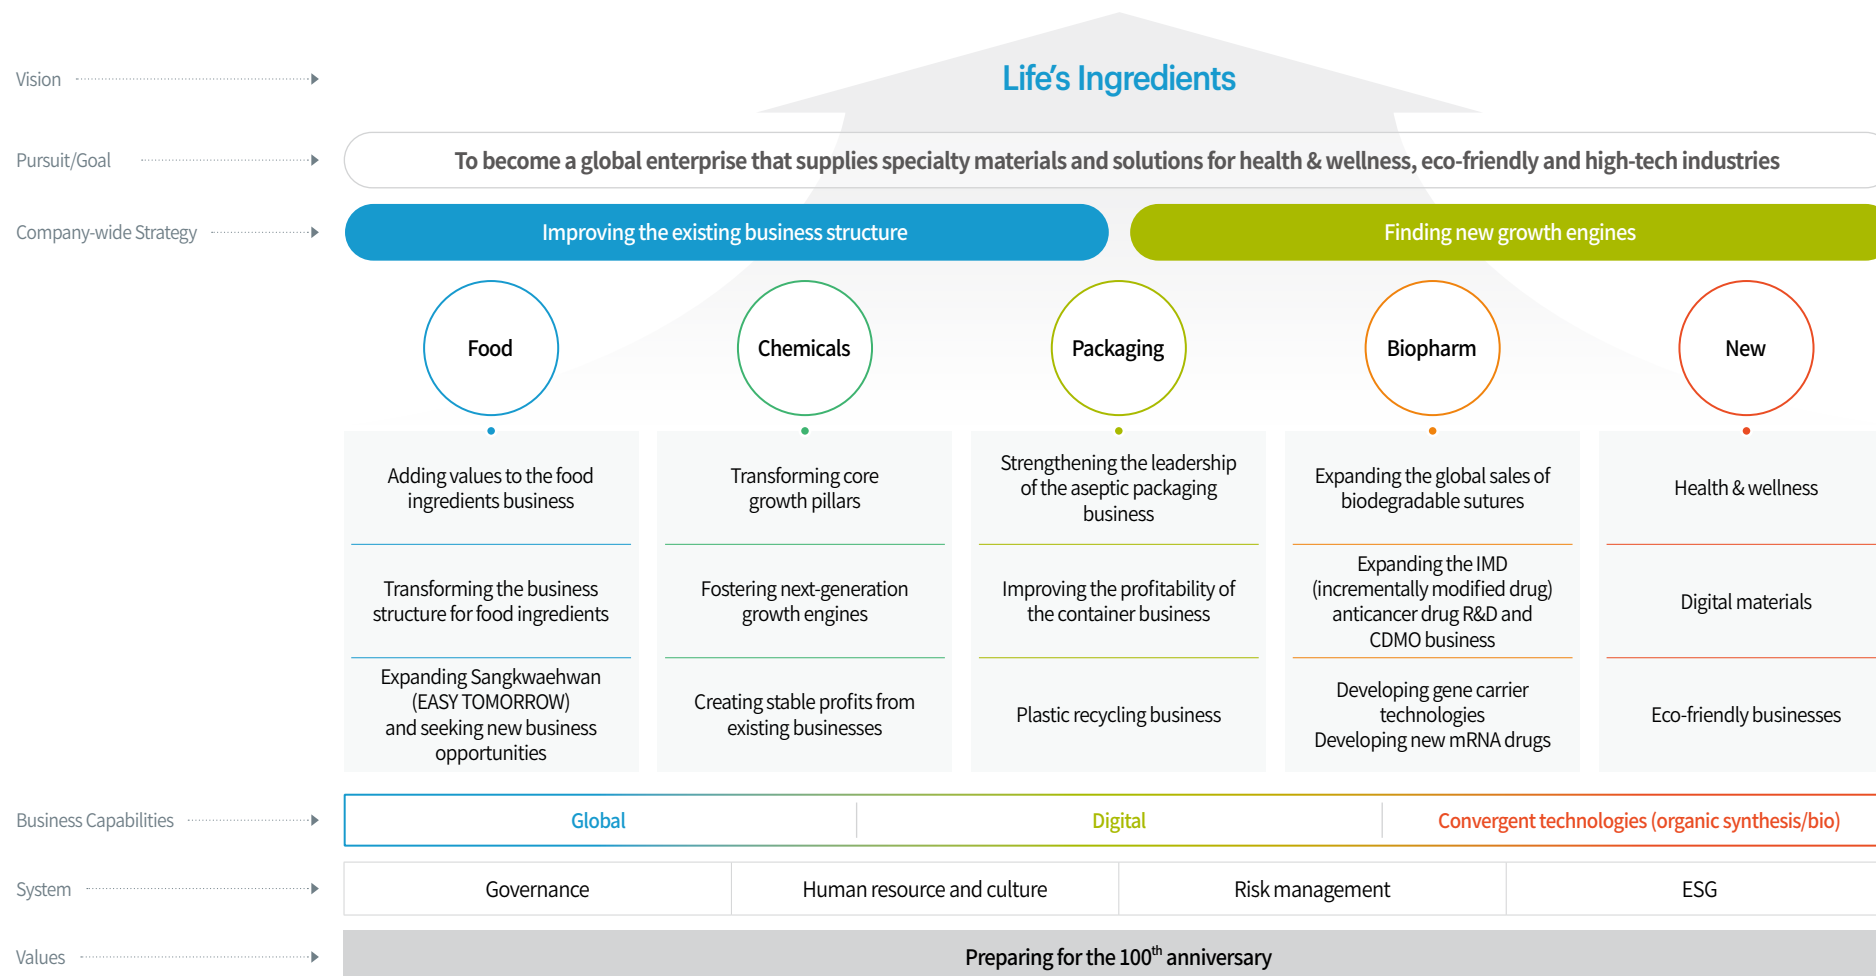 Vision
Life's Ingredients
Pursuit/Goal
To become a global enterprise that supplies specialty materials and solutions for health & wellness, eco-friendly and high-tech industries
Company-wide Strategy
Improving the existing business structure
Finding new growth engines
Food
Chemicals
Packaging
Biopharm
New
Adding values to the food
ingredients business
Transforming the business
structure for food ingredients
Expanding Sangkwaehwan
(EASY TOMORROW)
and seeking new business
opportunities
Transforming core
growth pillars
Fostering next-generation
growth engines
Creating stable profits from
existing businesses
Strengthening the leadership
of the aseptic packaging
business
Improving the profitability of
the container business
Plastic recycling business
Expanding the global sales of
biodegradable sutures
Expanding the IMD
(incrementally modified drug)
anticancer drug R&D and
CDMO business
Developing gene carrier
technologies
Developing new mRNA drugs
Health & wellness
Digital materials
Eco-friendly businesses
Business Capabilities
Global
Digital
Convergent technologies (organic synthesis/bio)
System
Governance
Human resource and culture
Risk management
ESG
Values
Preparing for the 100th anniversary